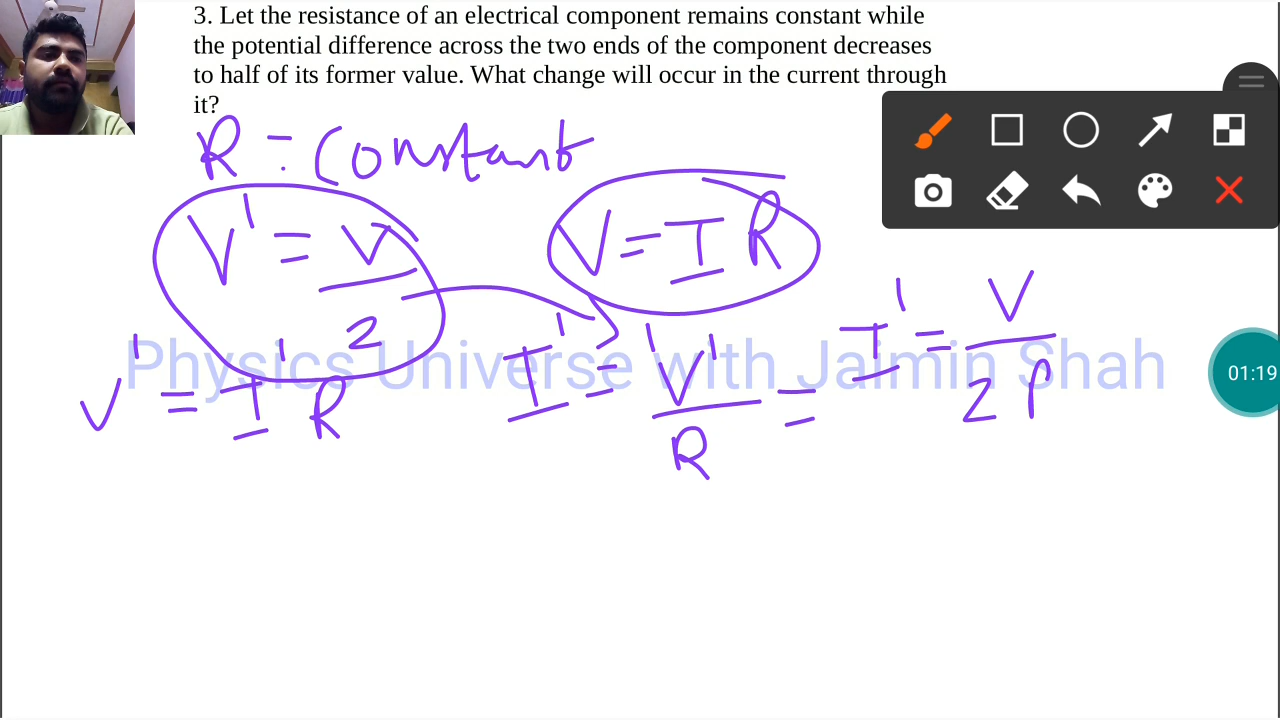 3. Let the resistance of an electrical component remains constant while
the potential difference across the two ends of the component decreases
to half of its former value. What change will occur in the current through
it?
R = Constant
V' = V/2
V = IR
V' = I'R
I' = V'/R =
I' = V/2R
Physics Universe with Jaimin Shah
01:19